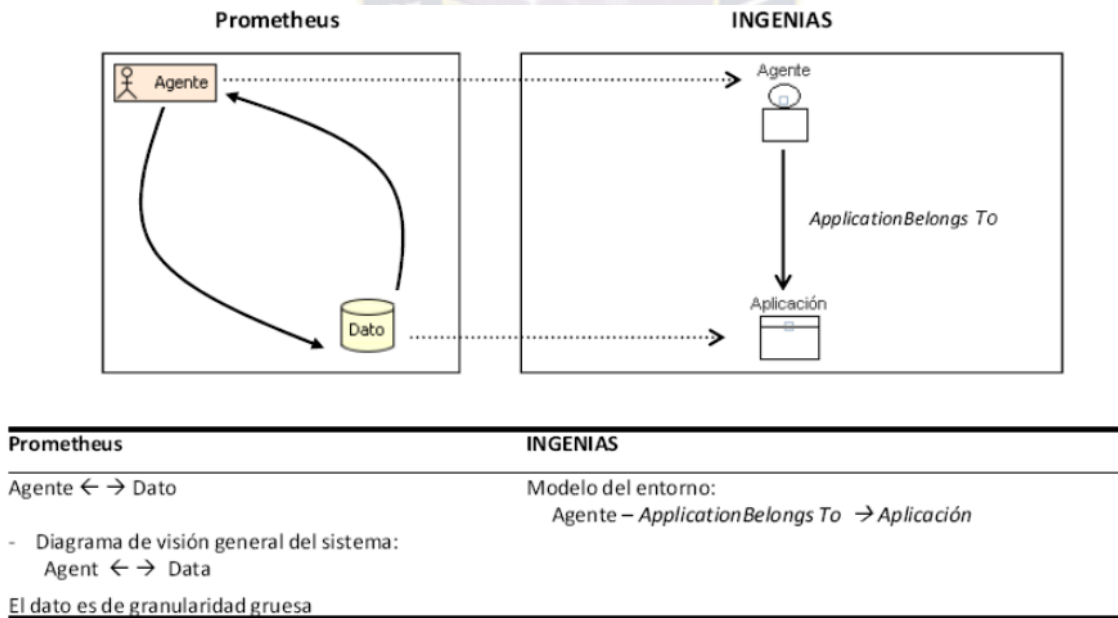 Prometheus INGENIAS
Agente
Agente
ApplicationBelongs To
Aplicación
Dato
Prometheus INGENIAS
Agente ← → Dato Modelo del entorno:
Agente – ApplicationBelongs To → Aplicación
- Diagrama de visión general del sistema:
Agent ← → Data
El dato es de granularidad gruesa